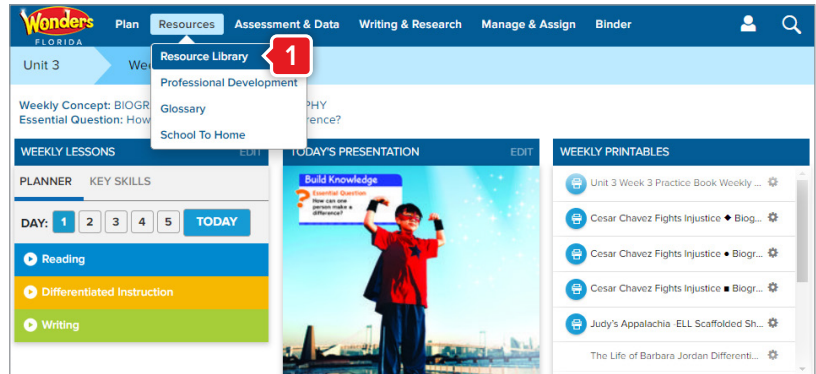 Wonders
FLORIDA
Plan Resources Assessment & Data Writing & Research Manage & Assign Binder
Resource Library
1
Professional Development
Glossary
School To Home
Unit 3
Weekly Concept: BIOGR PHY
Essential Question: How rence?
WEEKLY LESSONS EDIT
PLANNER KEY SKILLS
DAY: 1 2 3 4 5 TODAY
Reading
Differentiated Instruction
Writing
TODAY'S PRESENTATION EDIT
Build Knowledge
?
Essential Question
How can one
person make a
difference?
WEEKLY PRINTABLES
Unit 3 Week 3 Practice Book Weekly ...
Cesar Chavez Fights Injustice ◆ Biog...
Cesar Chavez Fights Injustice ● Biogr...
Cesar Chavez Fights Injustice ■ Biogr...
Judy's Appalachia -ELL Scaffolded Sh...
The Life of Barbara Jordan Differenti...